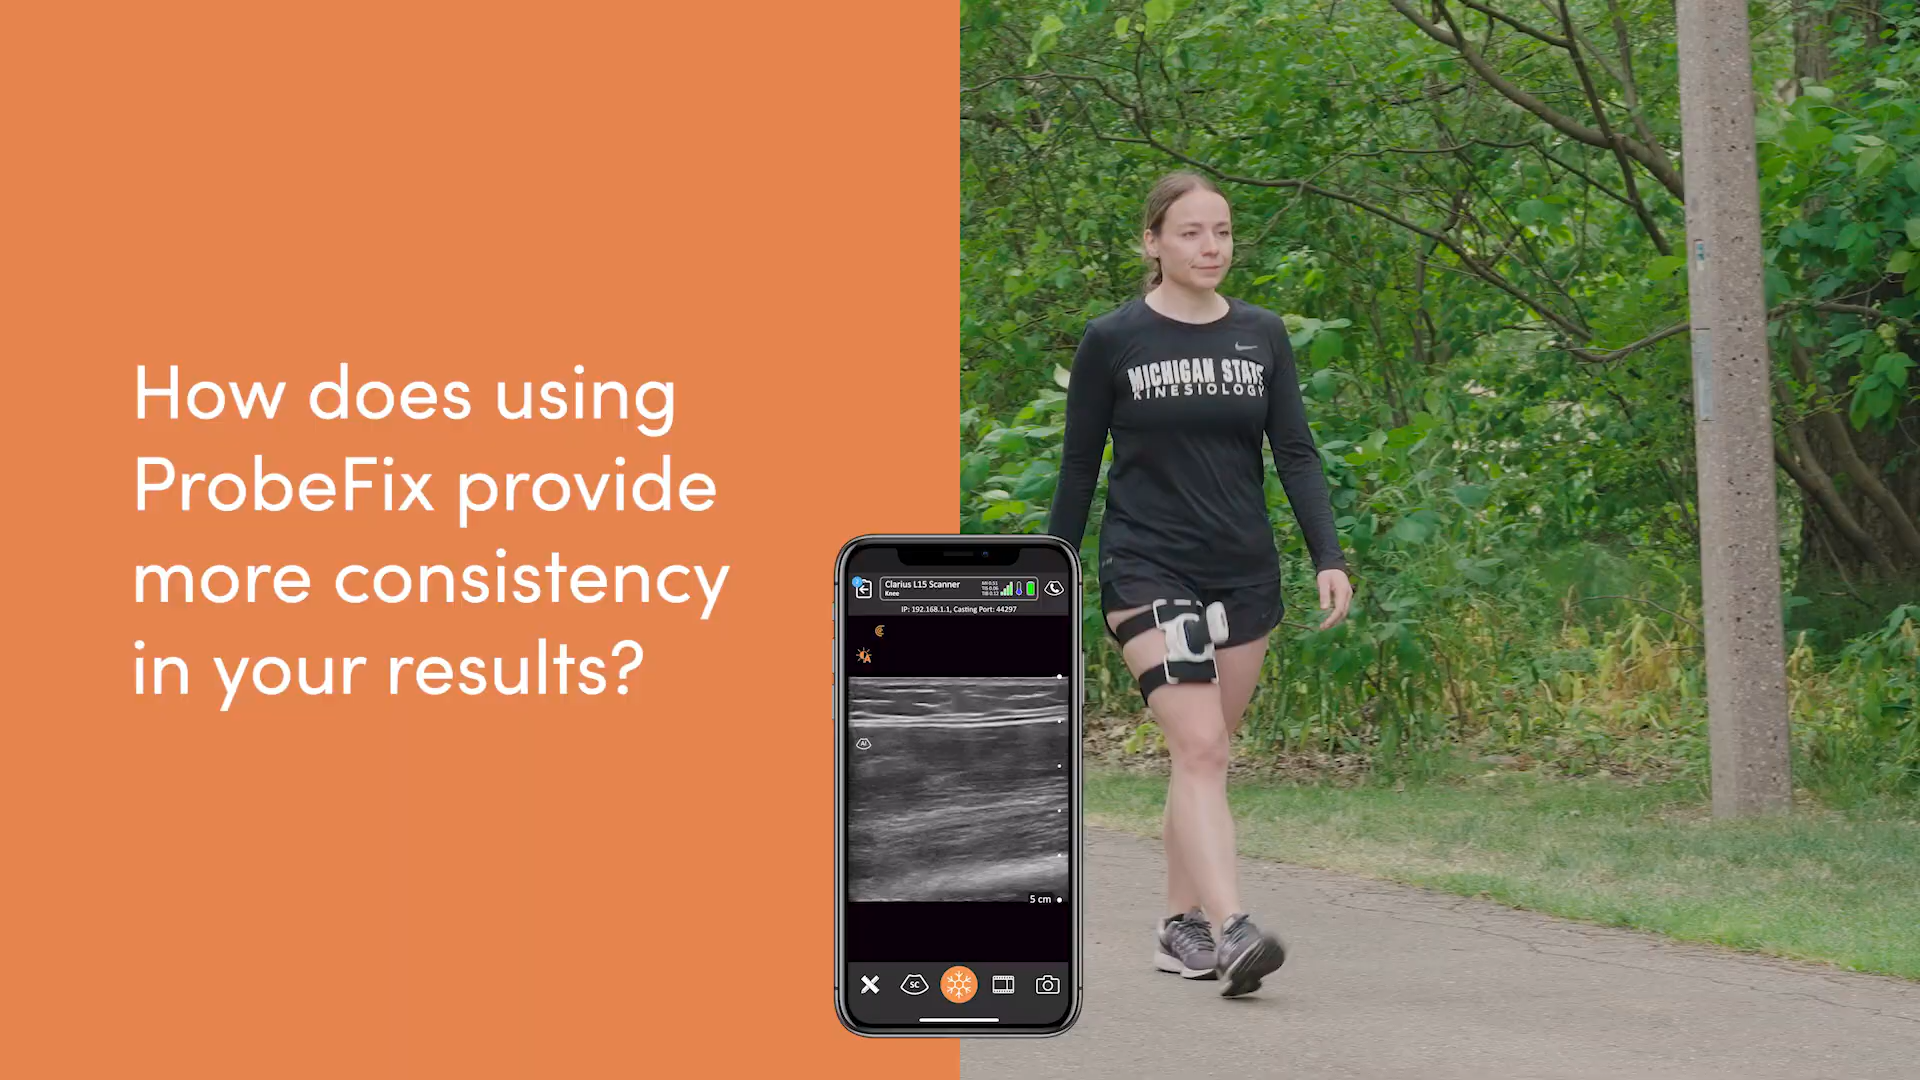 How does using
ProbeFix provide
more consistency
in your results?
MICHIGAN STATE
KINESIOLOGY
Clarius L15 Scanner
Knee
IP: 192.168.1.1, Casting Port: 44297
AI
5 cm
SC